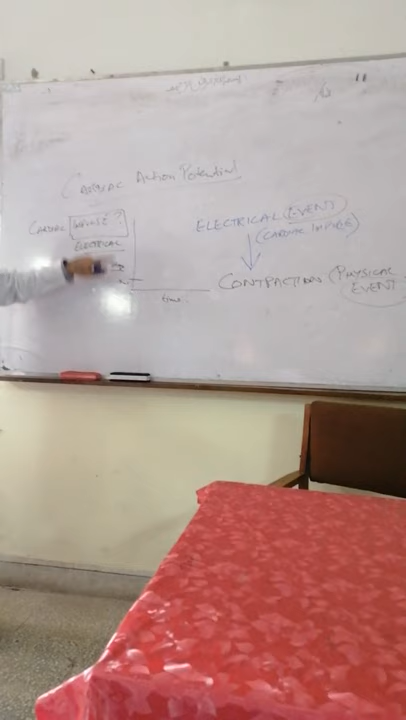 CARDIAC Action Potential
CARDIAC IMPULSE ?
ELECTRICAL
ELECTRICAL EVENT
(CARDIAC IMPULSE)
CONTRACTION (PHYSICAL
EVENT)
time